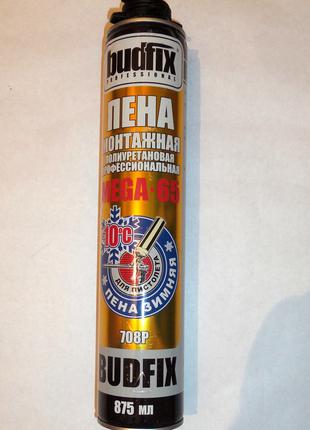 budfix
PROFESSIONAL
ПЕНА
МОНТАЖНАЯ
ПОЛИУРЕТАНОВАЯ
ПРОФЕССИОНАЛЬНАЯ
MEGA-65
-10°C
ДЛЯ ПИСТОЛЕТА
ПЕНА ЗИМНЯЯ
708P
BUDFIX
875 МЛ